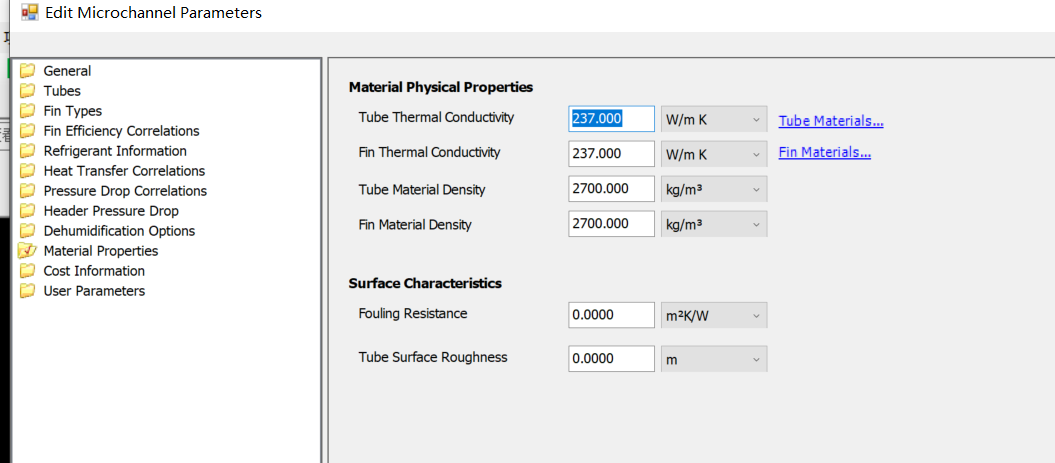 Edit Microchannel Parameters
General
Tubes
Fin Types
Fin Efficiency Correlations
Refrigerant Information
Heat Transfer Correlations
Pressure Drop Correlations
Header Pressure Drop
Dehumidification Options
Material Properties
Cost Information
User Parameters
Material Physical Properties
Tube Thermal Conductivity 237.000 W/m K Tube Materials...
Fin Thermal Conductivity 237.000 W/m K Fin Materials...
Tube Material Density 2700.000 kg/m³
Fin Material Density 2700.000 kg/m³
Surface Characteristics
Fouling Resistance 0.0000 m²K/W
Tube Surface Roughness 0.0000 m